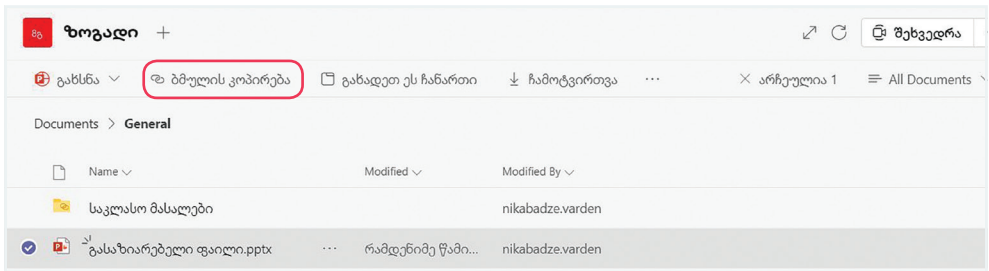 ზგ ზოგადი + შეხვედრა
გახსნა ბმულის კოპირება გახადეთ ეს ჩანართი ჩამოტვირთვა ... არჩეულია 1 All Documents
Documents > General
Name Modified Modified By
საკლასო მასალები nikabadze.varden
გასაზიარებელი ფაილი.pptx ... რამდენიმე წამი... nikabadze.varden